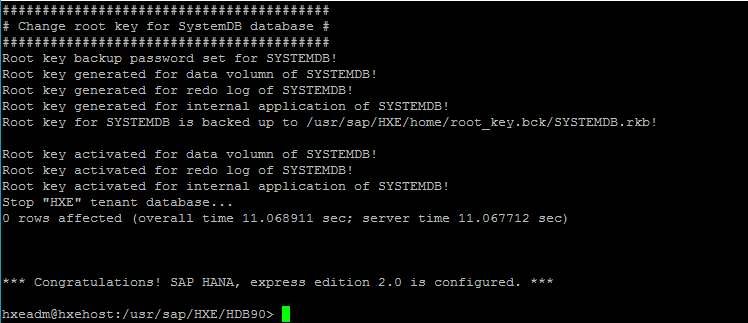 #########################################
# Change root key for SystemDB database #
#########################################
Root key backup password set for SYSTEMDB!
Root key generated for data volumn of SYSTEMDB!
Root key generated for redo log of SYSTEMDB!
Root key generated for internal application of SYSTEMDB!
Root key for SYSTEMDB is backed up to /usr/sap/HXE/home/root_key.bck/SYSTEMDB.rkb!
Root key activated for data volumn of SYSTEMDB!
Root key activated for redo log of SYSTEMDB!
Root key activated for internal application of SYSTEMDB!
Stop "HXE" tenant database...
0 rows affected (overall time 11.068911 sec; server time 11.067712 sec)
*** Congratulations! SAP HANA, express edition 2.0 is configured. ***
hxeadm@hxehost:/usr/sap/HXE/HDB90>